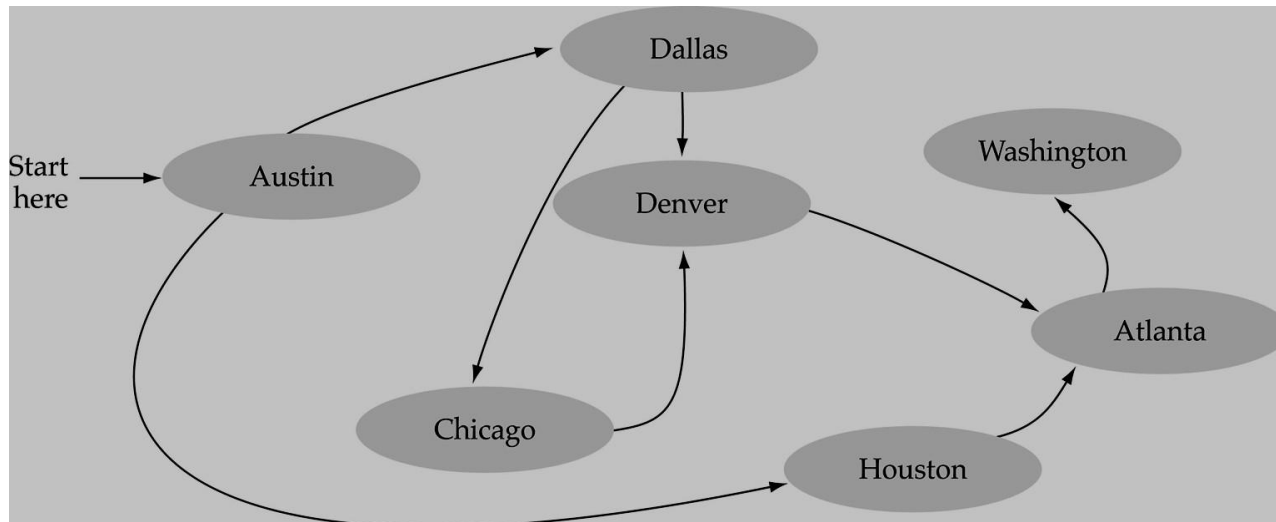 Dallas
Washington
Start
here
Austin
Denver
Atlanta
Chicago
Houston